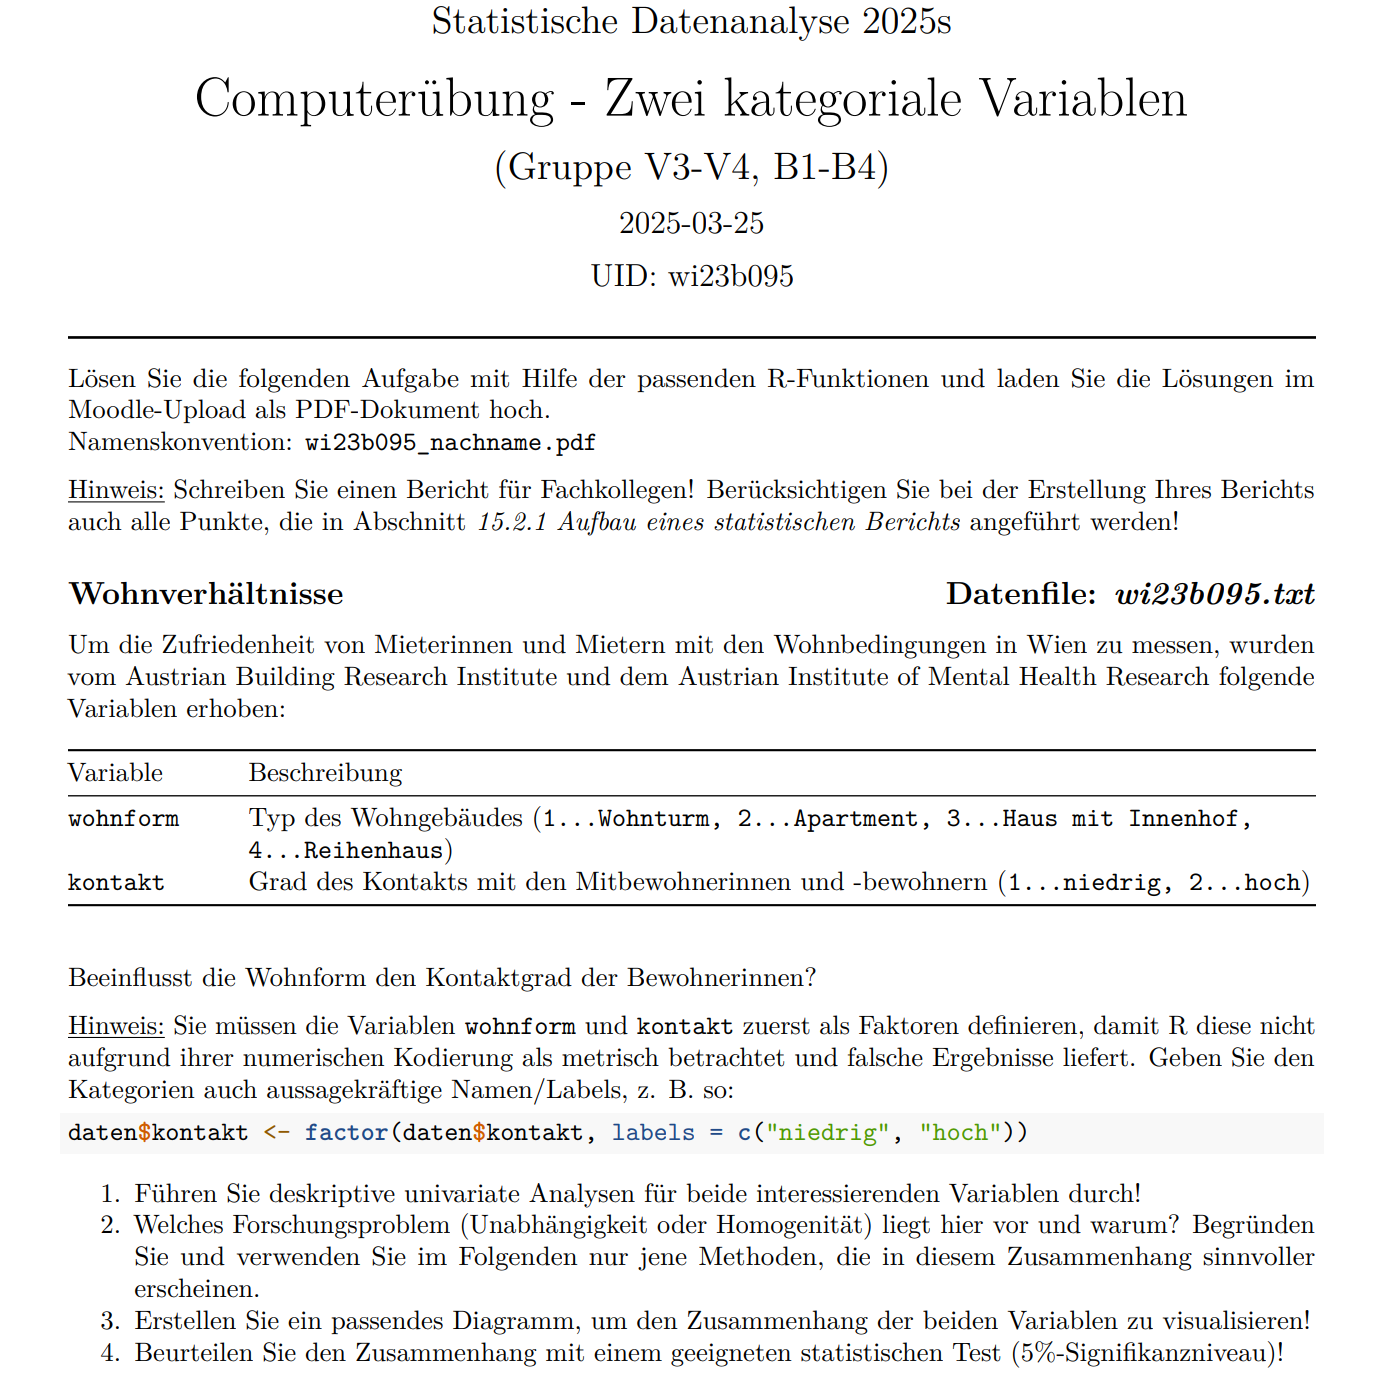 Statistische Datenanalyse 2025s
Computerübung - Zwei kategoriale Variablen
(Gruppe V3-V4, B1-B4)
2025-03-25
UID: wi23b095
Lösen Sie die folgenden Aufgabe mit Hilfe der passenden R-Funktionen und laden Sie die Lösungen im
Moodle-Upload als PDF-Dokument hoch.
Namenskonvention: wi23b095_nachname.pdf
Hinweis: Schreiben Sie einen Bericht für Fachkollegen! Berücksichtigen Sie bei der Erstellung Ihres Berichts
auch alle Punkte, die in Abschnitt 15.2.1 Aufbau eines statistischen Berichts angeführt werden!
Wohnverhältnisse Datenfile: wi23b095.txt
Um die Zufriedenheit von Mieterinnen und Mietern mit den Wohnbedingungen in Wien zu messen, wurden
vom Austrian Building Research Institute und dem Austrian Institute of Mental Health Research folgende
Variablen erhoben:
Variable Beschreibung
wohnform Typ des Wohngebäudes (1...Wohnturm, 2...Apartment, 3...Haus mit Innenhof,
4...Reihenhaus)
kontakt Grad des Kontakts mit den Mitbewohnerinnen und -bewohnern (1...niedrig, 2...hoch)
Beeinflusst die Wohnform den Kontaktgrad der Bewohnerinnen?
Hinweis: Sie müssen die Variablen wohnform und kontakt zuerst als Faktoren definieren, damit R diese nicht
aufgrund ihrer numerischen Kodierung als metrisch betrachtet und falsche Ergebnisse liefert. Geben Sie den
Kategorien auch aussagekräftige Namen/Labels, z. B. so:
daten$kontakt <- factor(daten$kontakt, labels = c("niedrig", "hoch"))
1. Führen Sie deskriptive univariate Analysen für beide interessierenden Variablen durch!
2. Welches Forschungsproblem (Unabhängigkeit oder Homogenität) liegt hier vor und warum? Begründen
Sie und verwenden Sie im Folgenden nur jene Methoden, die in diesem Zusammenhang sinnvoller
erscheinen.
3. Erstellen Sie ein passendes Diagramm, um den Zusammenhang der beiden Variablen zu visualisieren!
4. Beurteilen Sie den Zusammenhang mit einem geeigneten statistischen Test (5%-Signifikanzniveau)!